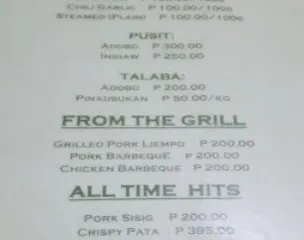 Chili Garlic P 100.00/100g
Steamed (Plain) P 100.00/100g
PUSIT:
Adobo P 300.00
Inihaw P 250.00
TALABA:
Adobo P 200.00
Pinausukan P 50.00/kg
FROM THE GRILL
Grilled Pork Liempo P 200.00
Pork Barbeque P 200.00
Chicken Barbeque P 200.00
ALL TIME HITS
Pork Sisig P 200.00
Crispy Pata P 395.00